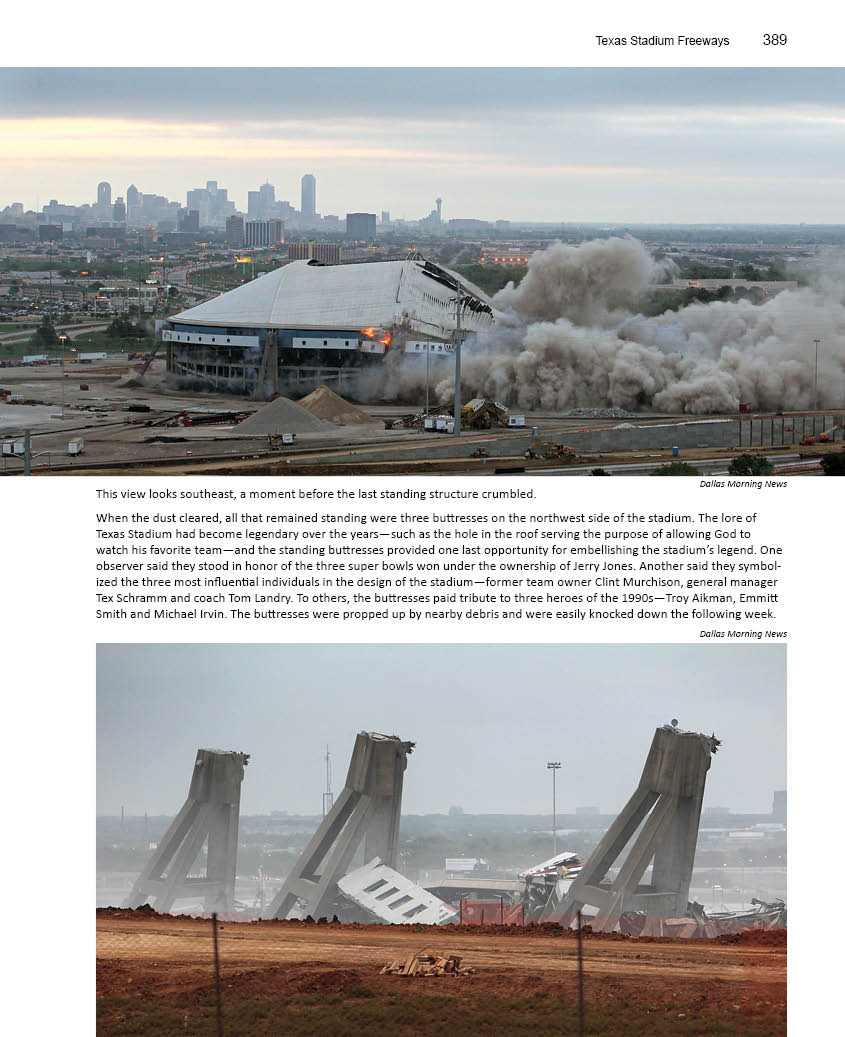 Texas Stadium Freeways 389
Dallas Morning News
This view looks southeast, a moment before the last standing structure crumbled.
When the dust cleared, all that remained standing were three buttresses on the northwest side of the stadium. The lore of
Texas Stadium had become legendary over the years—such as the hole in the roof serving the purpose of allowing God to
watch his favorite team—and the standing buttresses provided one last opportunity for embellishing the stadium's legend. One
observer said they stood in honor of the three super bowls won under the ownership of Jerry Jones. Another said they symbol-
ized the three most influential individuals in the design of the stadium—former team owner Clint Murchison, general manager
Tex Schramm and coach Tom Landry. To others, the buttresses paid tribute to three heroes of the 1990s—Troy Aikman, Emmitt
Smith and Michael Irvin. The buttresses were propped up by nearby debris and were easily knocked down the following week.
Dallas Morning News